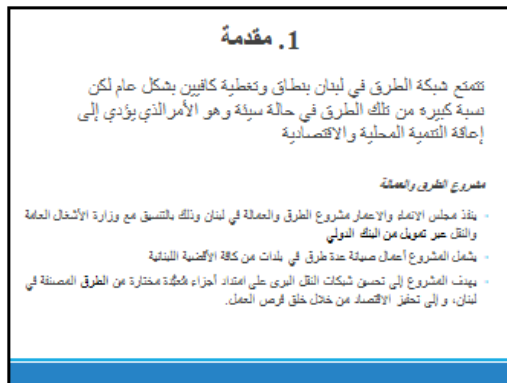 1. مقدمة
تتمتع شبكة الطرق في لبنان بنطاق وتغطية كافيين بشكل عام لكن
نسبة كبيرة من تلك الطرق في حالة سيئة وهو الأمر الذي يؤدي إلى
إعاقة التنمية المحلية والاقتصادية
مشروع الطرق والعمالة
ينفذ مجلس الانماء والاعمار مشروع الطرق والعمالة في لبنان وذلك بالتنسيق مع وزارة الأشغال العامة
والنقل عبر تمويل من البنك الدولي
يشمل المشروع أعمال صيانة عدة طرق في بلدات من كافة الأقضية اللبنانية
يهدف المشروع إلى تحسن شبكات النقل البري على امتداد أجزاء مختارة من الطرق المصنفة في
لبنان، وإلى تحفيز الاقتصاد من خلال خلق فرص العمل.